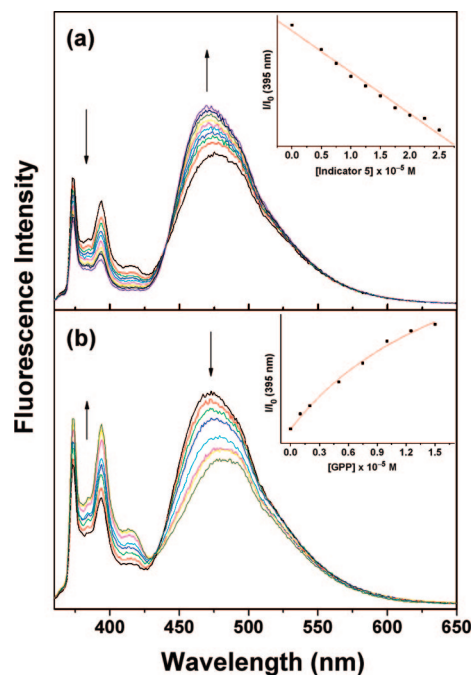 (a)
I/I₀ (395 nm)
0.0 0.5 1.0 1.5 2.0 2.5
[Indicator 5] x 10⁻⁵ M
Fluorescence Intensity
(b)
I/I₀ (395 nm)
0.0 0.3 0.6 0.9 1.2 1.5
[GPP] x 10⁻⁵ M
400 450 500 550 600 650
Wavelength (nm)